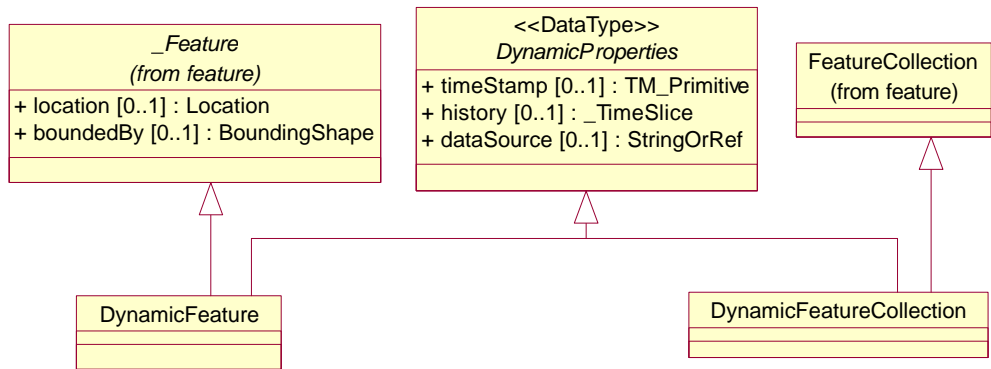 _Feature
(from feature)
+ location [0..1] : Location
+ boundedBy [0..1] : BoundingShape
<<DataType>>
DynamicProperties
+ timeStamp [0..1] : TM_Primitive
+ history [0..1] : _TimeSlice
+ dataSource [0..1] : StringOrRef
FeatureCollection
(from feature)
DynamicFeature
DynamicFeatureCollection